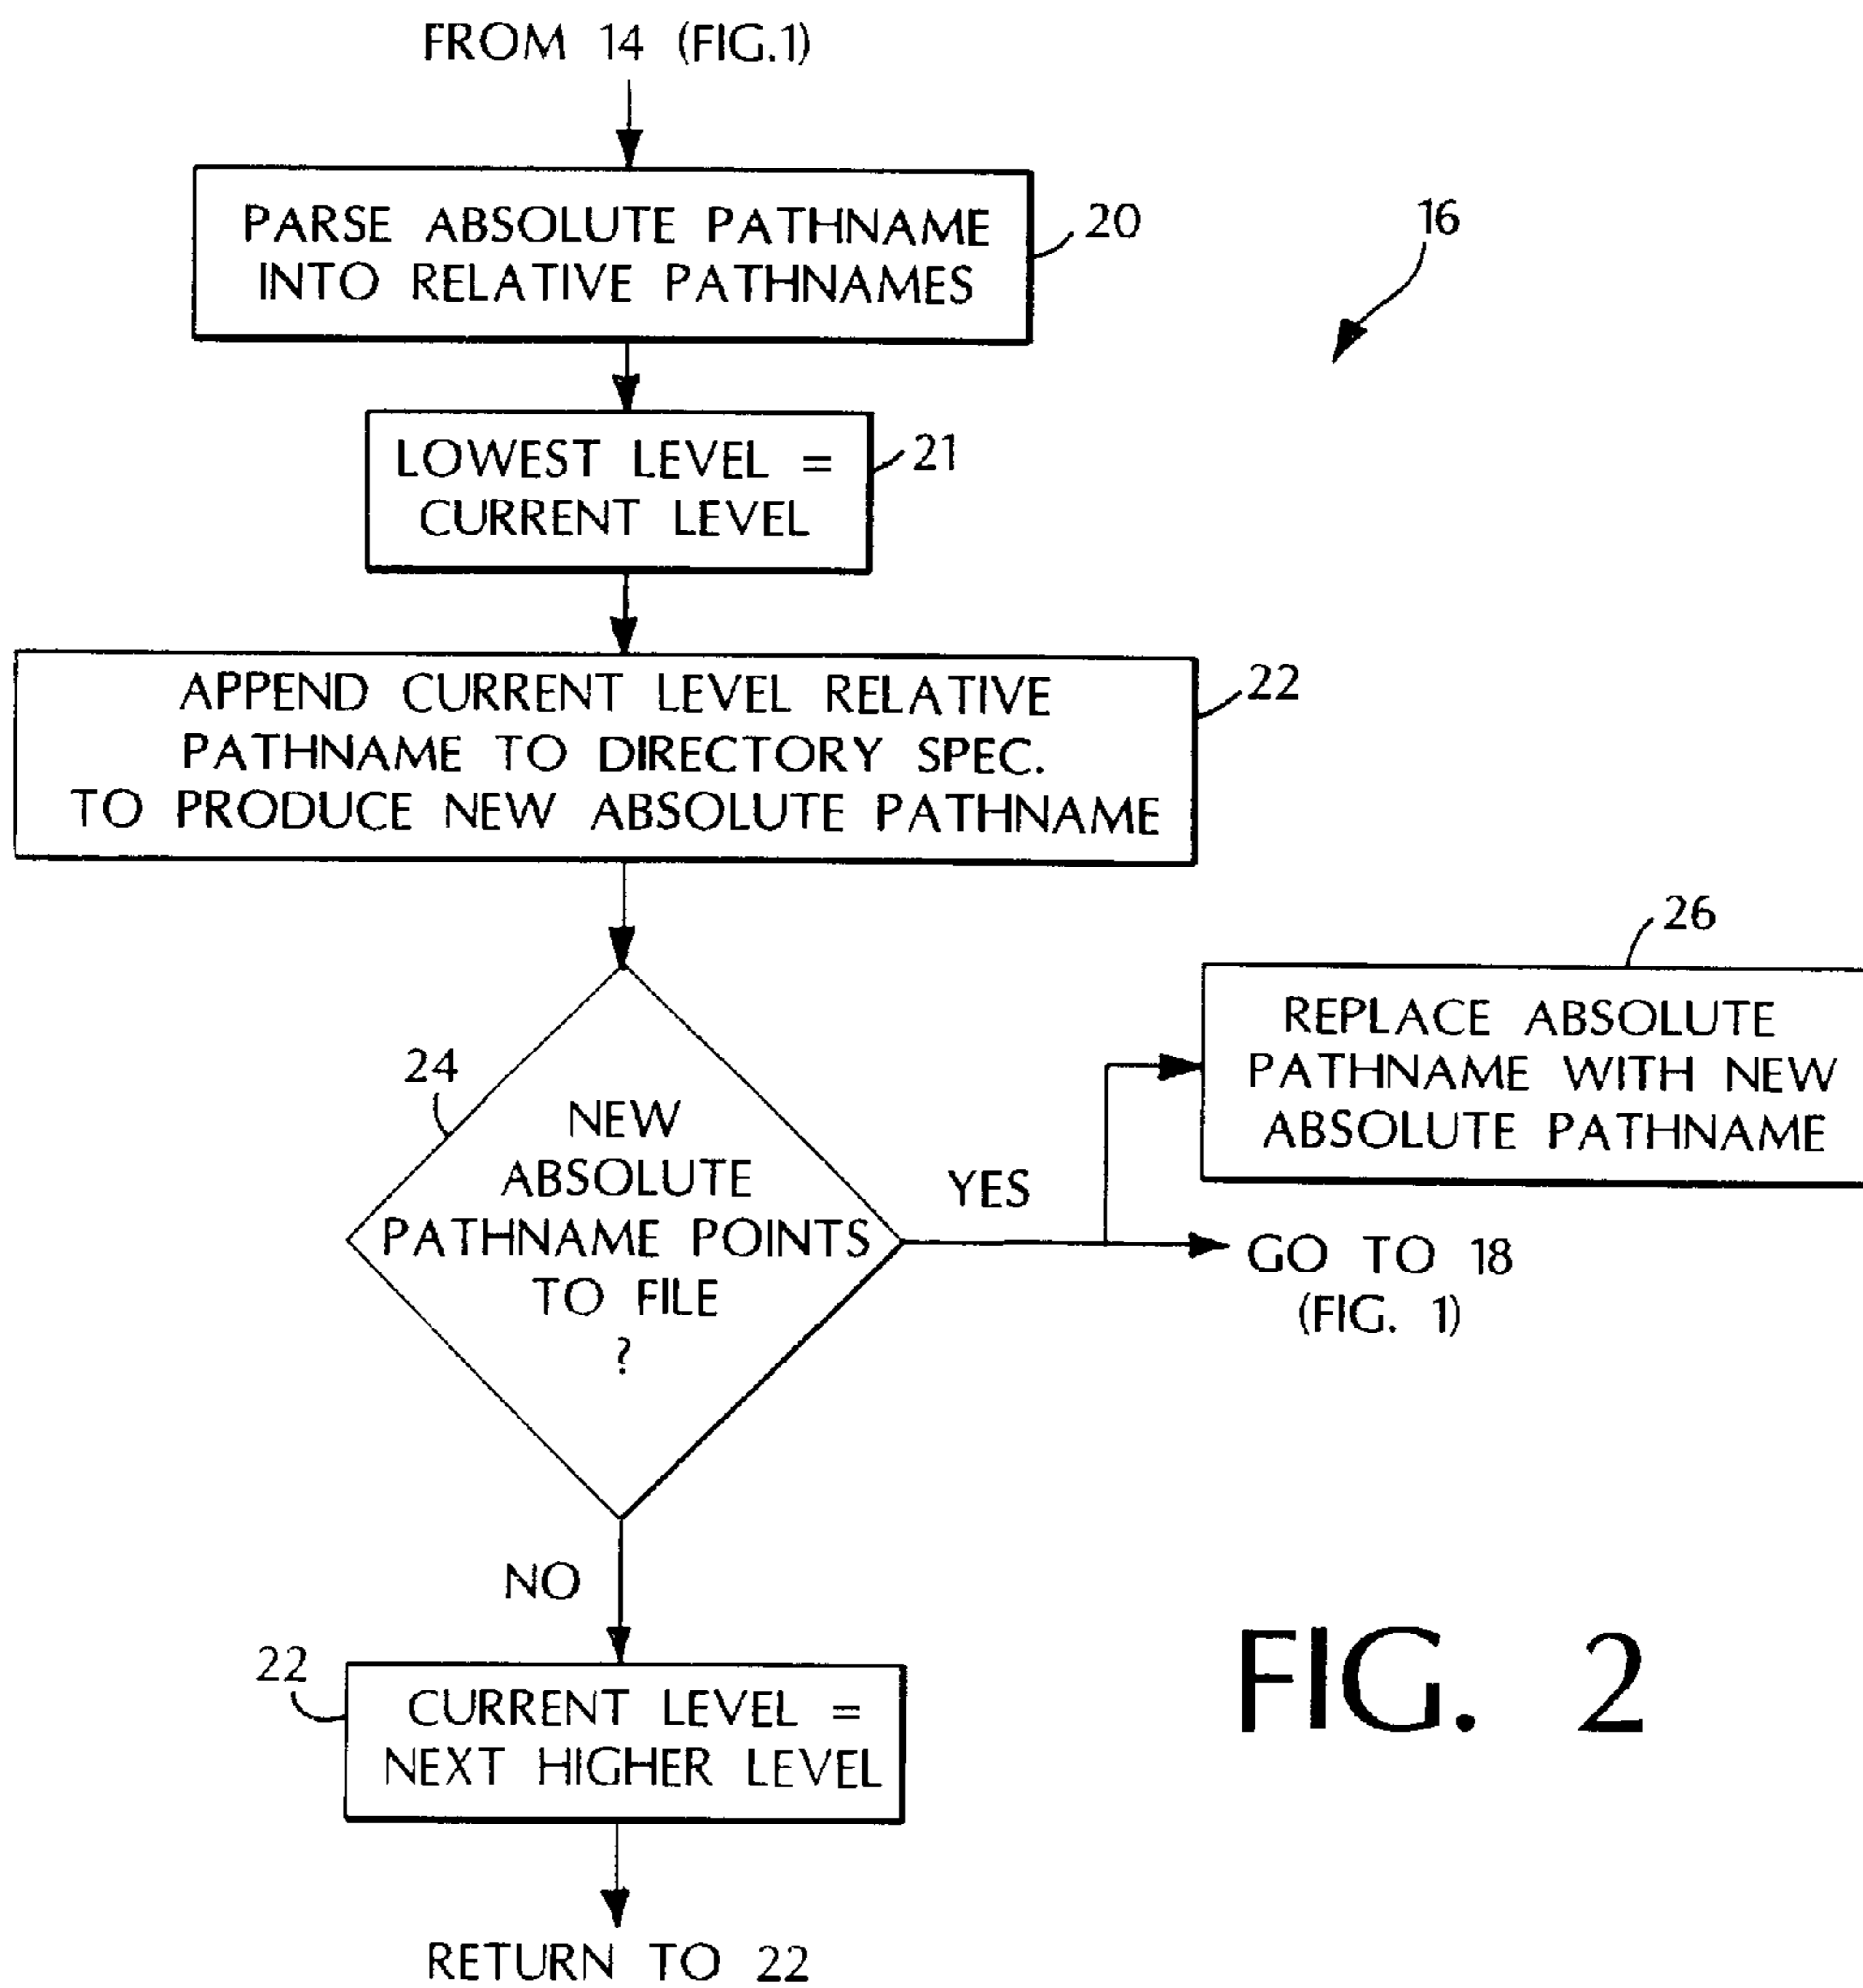 FROM 14 (FIG.1)
PARSE ABSOLUTE PATHNAME
INTO RELATIVE PATHNAMES
20
16
LOWEST LEVEL =
CURRENT LEVEL
21
APPEND CURRENT LEVEL RELATIVE
PATHNAME TO DIRECTORY SPEC.
TO PRODUCE NEW ABSOLUTE PATHNAME
22
26
REPLACE ABSOLUTE
PATHNAME WITH NEW
ABSOLUTE PATHNAME
24
NEW
ABSOLUTE
PATHNAME POINTS
TO FILE
?
YES
GO TO 18
(FIG. 1)
NO
22
CURRENT LEVEL =
NEXT HIGHER LEVEL
FIG. 2
RETURN TO 22